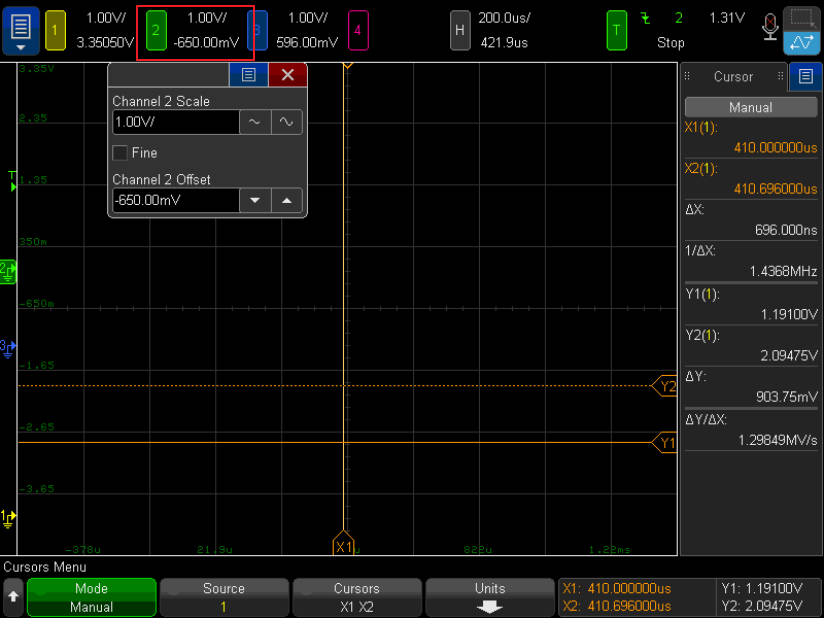 1 1.00V/ 2 1.00V/ 3 1.00V/ 4 H 200.0us/ T 2 1.31V
3.35050V -650.00mV 596.00mV 421.9us Stop
3.35V
Cursor
Channel 2 Scale
1.00V/
Fine
Channel 2 Offset
-650.00mV
2.35
T
1.35
350m
2
-650m
3
-1.65
Y2
-2.65
Y1
-3.65
1
-378u 21.9u X1 u 822u 1.22ms
Manual
X1(1):
410.000000us
X2(1):
410.696000us
ΔX:
696.000ns
1/ΔX:
1.4368MHz
Y1(1):
1.19100V
Y2(1):
2.09475V
ΔY:
903.75mV
ΔY/ΔX:
1.29849MV/s
Cursors Menu
Mode
Manual
Source
1
Cursors
X1 X2
Units
X1: 410.000000us
X2: 410.696000us
Y1: 1.19100V
Y2: 2.09475V